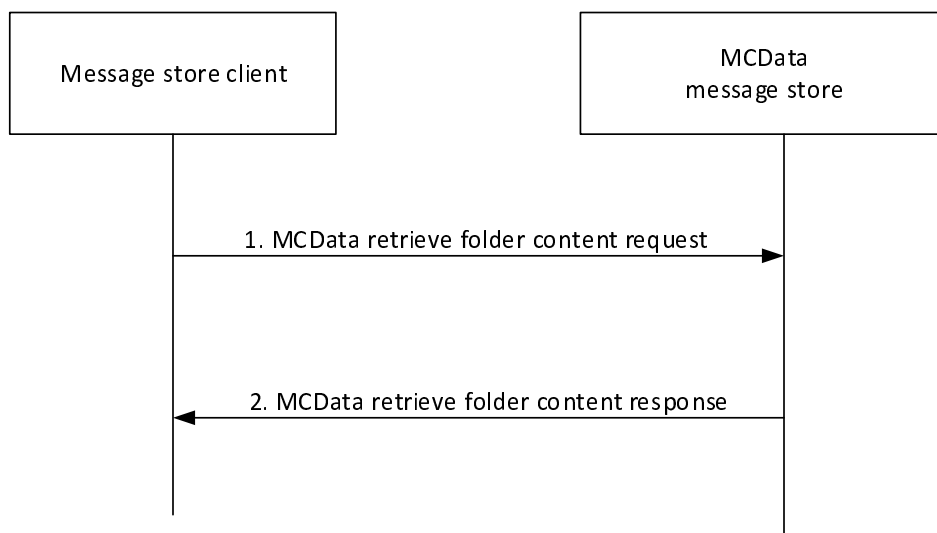 Message store client
MCData
message store
1. MCData retrieve folder content request
2. MCData retrieve folder content response